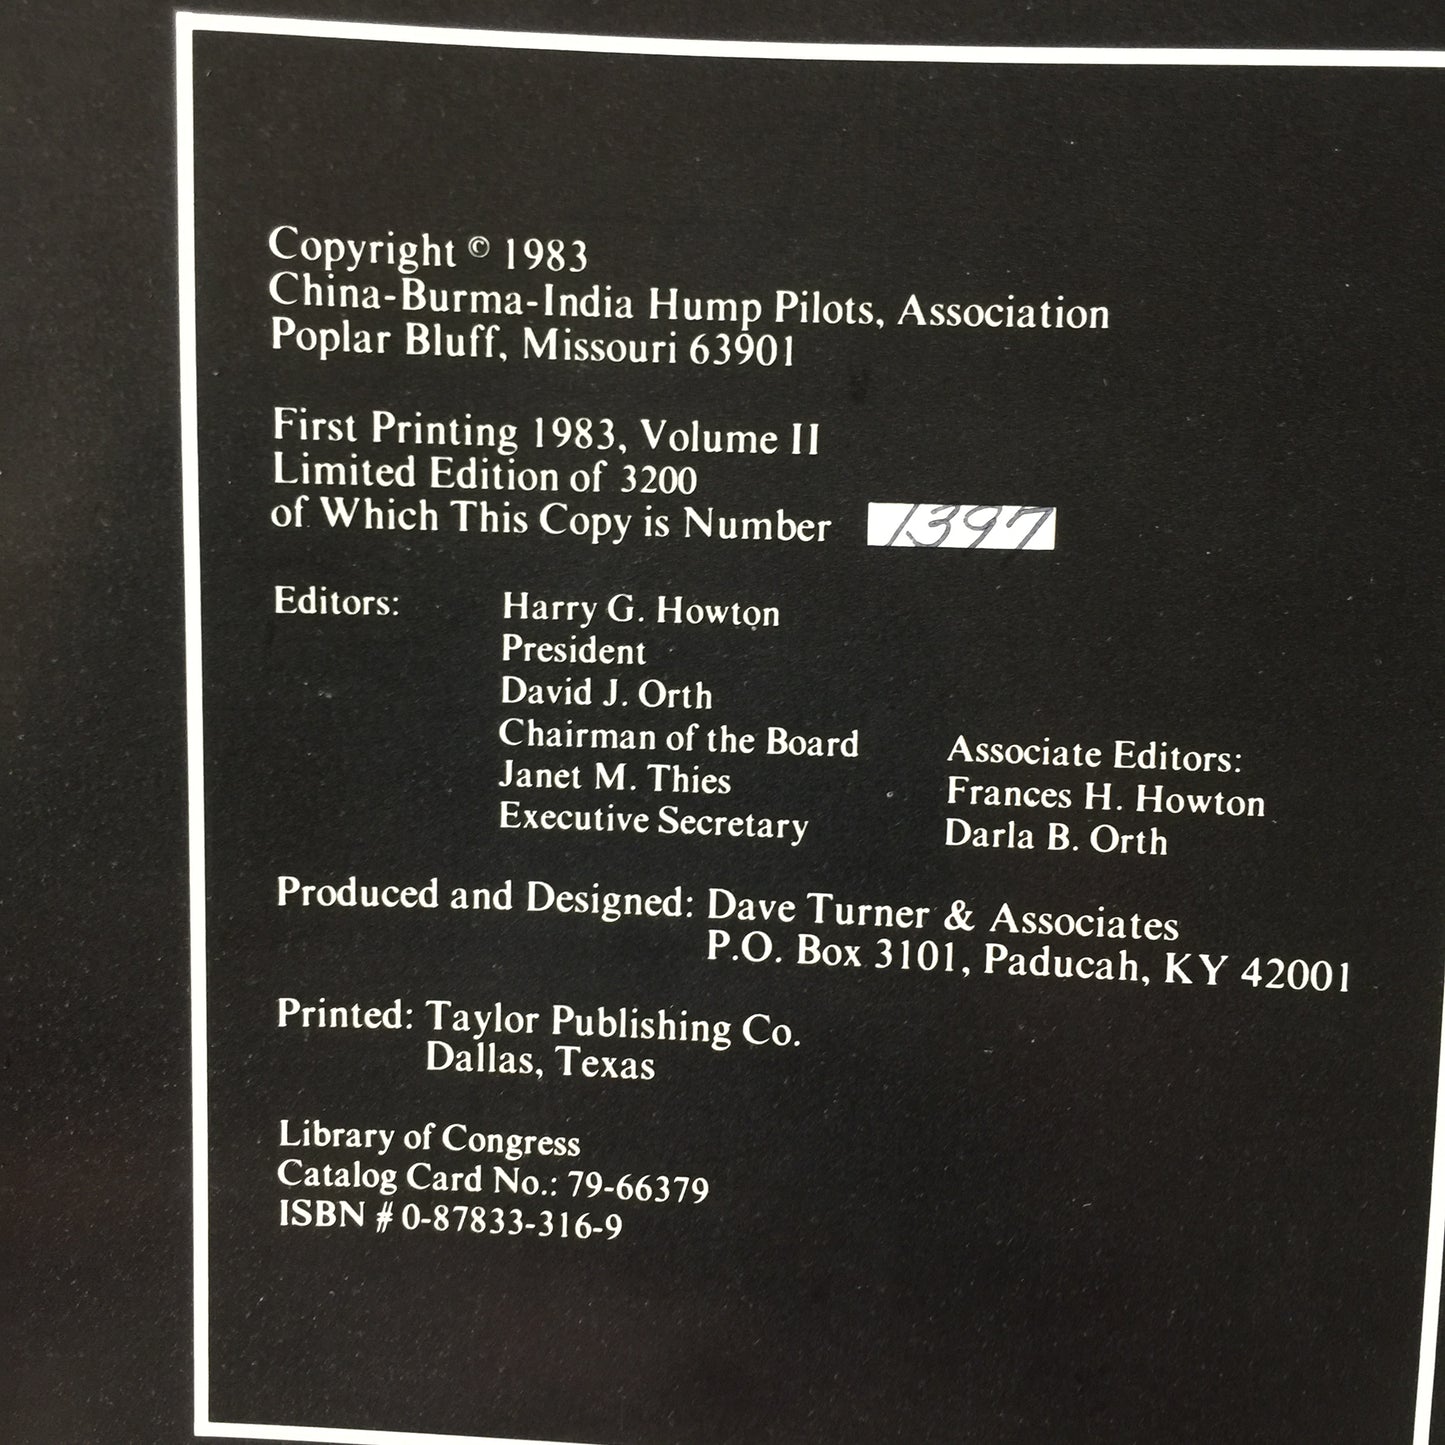 Copyright © 1983
China-Burma-India Hump Pilots, Association
Poplar Bluff, Missouri 63901
First Printing 1983, Volume II
Limited Edition of 3200
of Which This Copy is Number 1397
Editors:
Harry G. Howton
President
David J. Orth
Chairman of the Board
Janet M. Thies
Executive Secretary
Associate Editors:
Frances H. Howton
Darla B. Orth
Produced and Designed: Dave Turner & Associates
P.O. Box 3101, Paducah, KY 42001
Printed: Taylor Publishing Co.
Dallas, Texas
Library of Congress
Catalog Card No.: 79-66379
ISBN # 0-87833-316-9